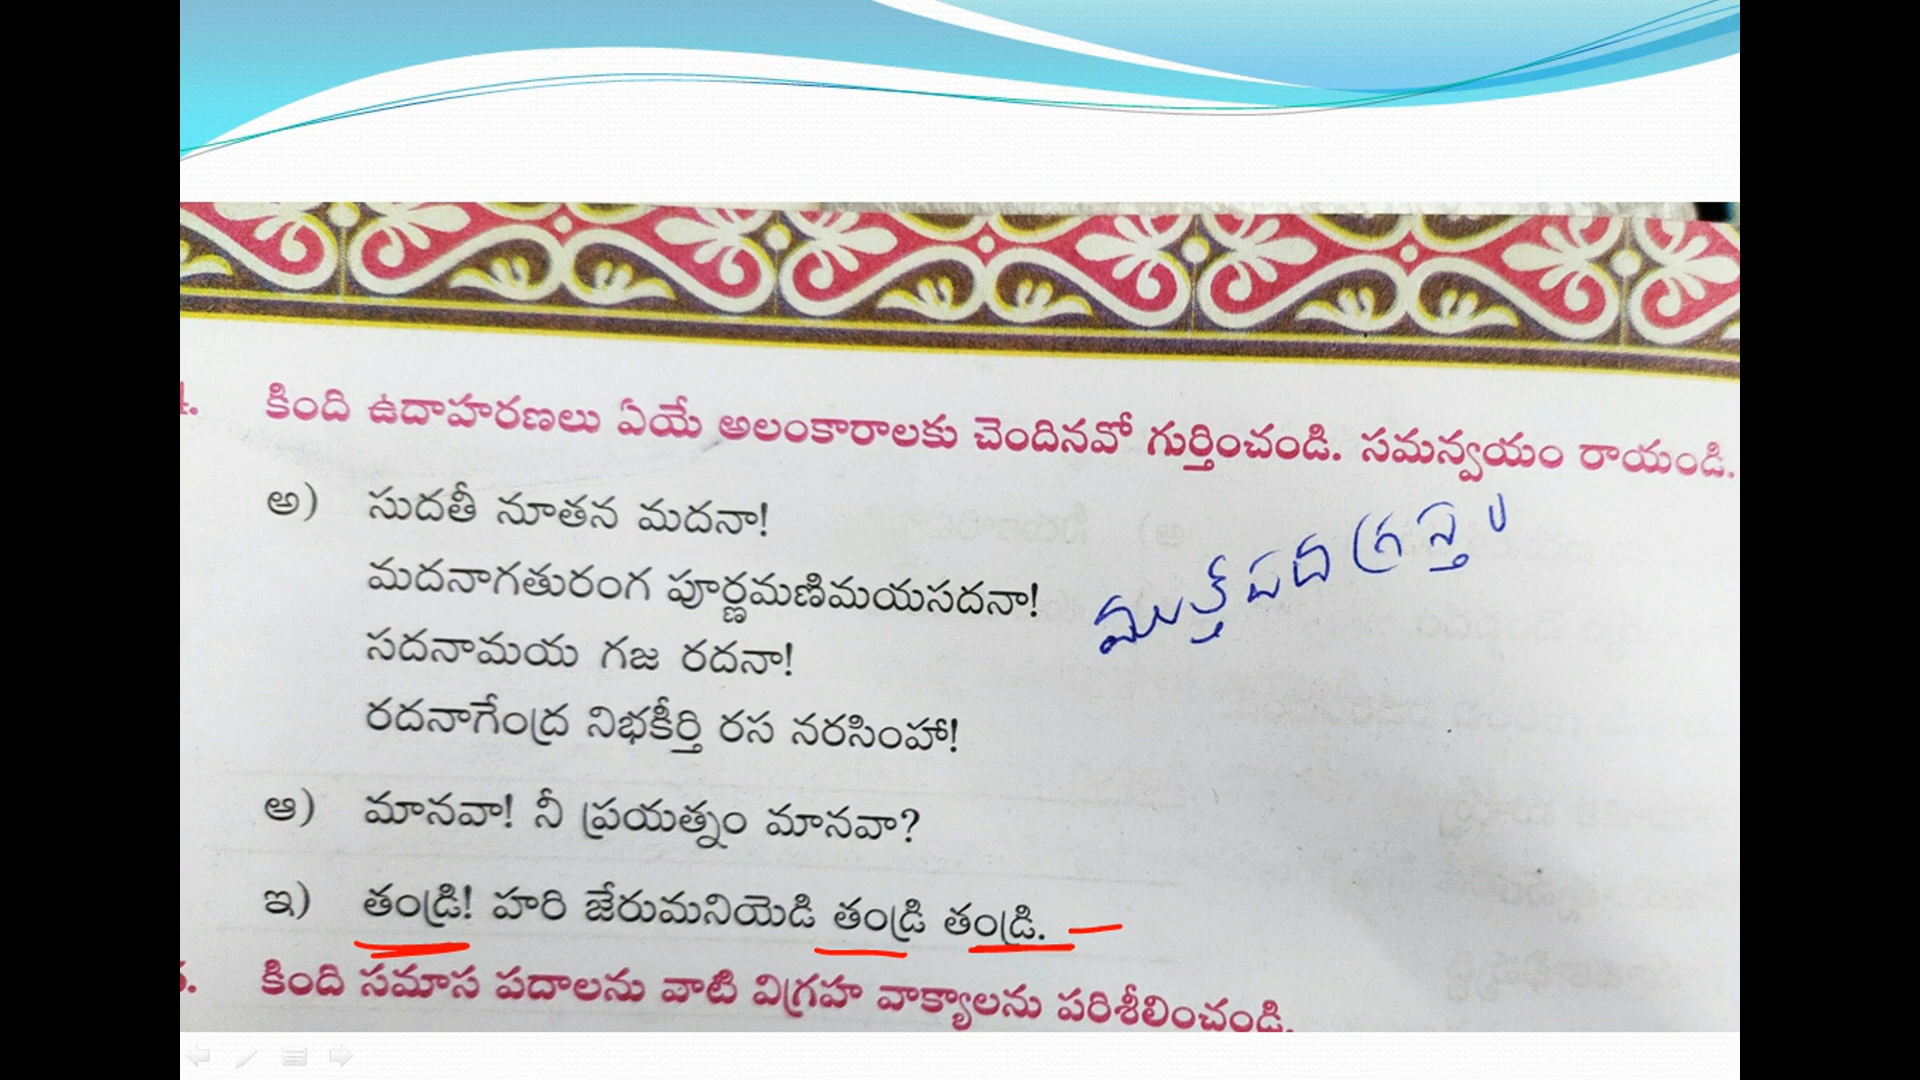 4. కింది ఉదాహరణలు ఏయే అలంకారాలకు చెందినవో గుర్తించండి. సమన్వయం రాయండి.
అ) సుదతీ నూతన మదనా!
మదనాగతురంగ పూర్ణమణిమయసదనా!
ముక్తపదగ్రస్తు
సదనామయ గజ రదనా!
రదనాగేంద్ర నిభకీర్తి రస నరసింహా!
ఆ) మానవా! నీ ప్రయత్నం మానవా?
ఇ) తండ్రి! హరి జేరుమనియెడి తండ్రి తండ్రి.
కింది సమాస పదాలను వాటి విగ్రహ వాక్యాలను పరిశీలించండి.